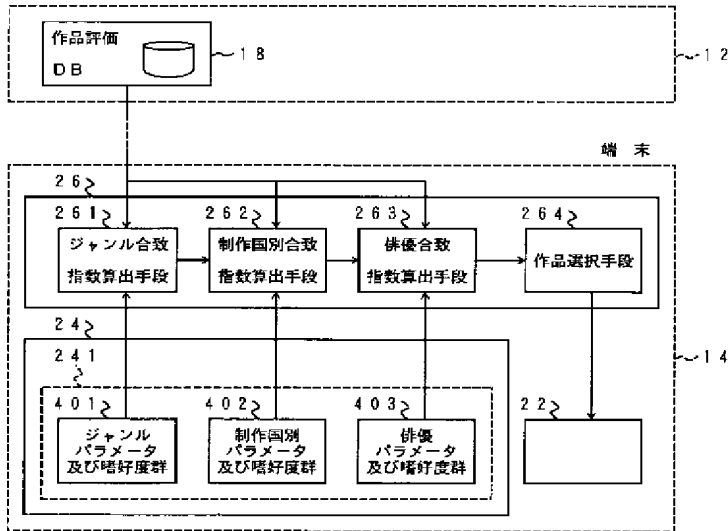 作品評価
DB
18
12
端末
26
261
262
263
264
ジャンル合致
指数算出手段
制作国別合致
指数算出手段
俳優合致
指数算出手段
作品選択手段
24
241
14
401
402
403
22
ジャンル
パラメータ
及び嗜好度群
制作国別
パラメータ
及び嗜好度群
俳優
パラメータ
及び嗜好度群